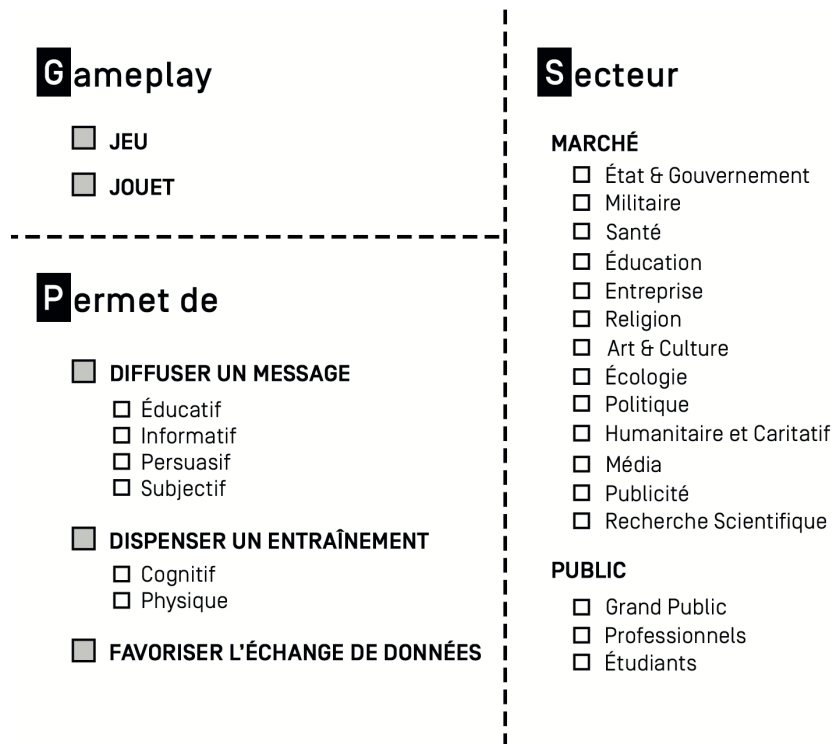 Gameplay
JEU
JOUET
Permet de
DIFFUSER UN MESSAGE
Éducatif
Informatif
Persuasif
Subjectif
DISPENSER UN ENTRAÎNEMENT
Cognitif
Physique
FAVORISER L'ÉCHANGE DE DONNÉES
Secteur
MARCHÉ
État & Gouvernement
Militaire
Santé
Éducation
Entreprise
Religion
Art & Culture
Écologie
Politique
Humanitaire et Caritatif
Média
Publicité
Recherche Scientifique
PUBLIC
Grand Public
Professionnels
Étudiants